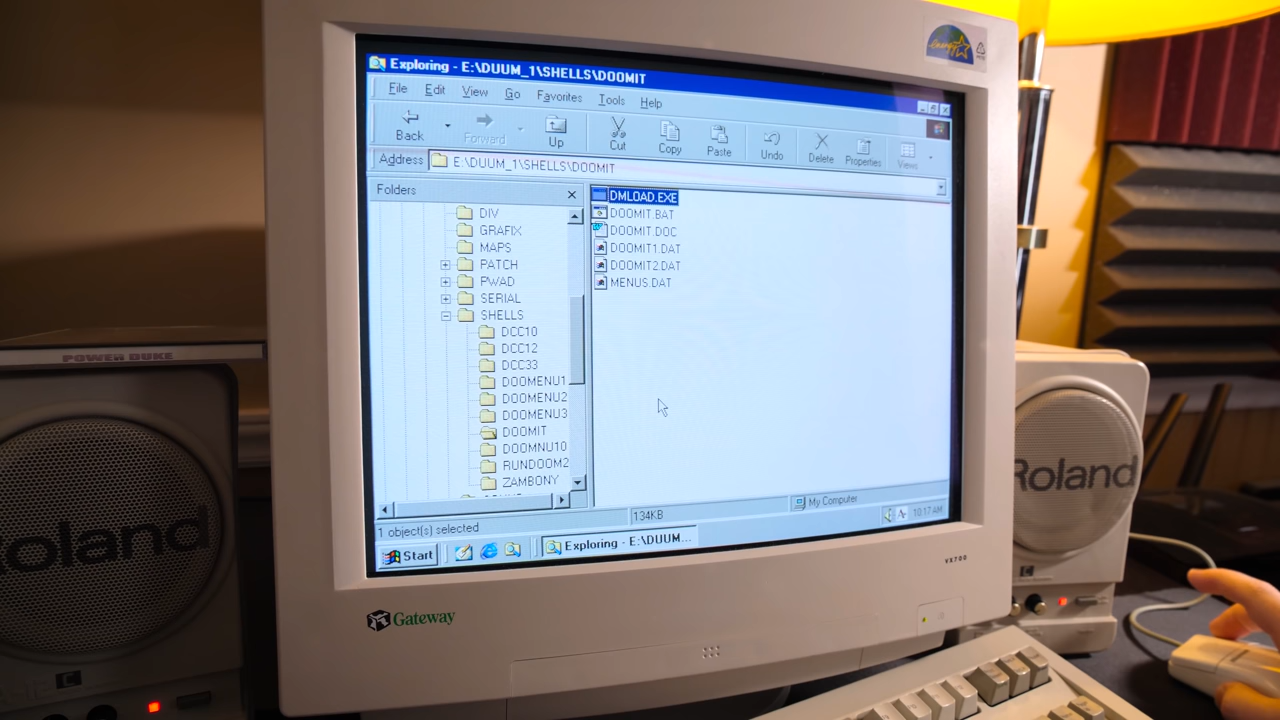 Exploring - E:\DUUM_1\SHELLS\DOOMIT
File Edit View Go Favorites Tools Help
Back Forward Up Cut Copy Paste Undo Delete Properties Views
Address E:\DUUM_1\SHELLS\DOOMIT
Folders
DIV
GRAFIX
MAPS
PATCH
PWAD
SERIAL
SHELLS
DCC10
DCC12
DCC33
DOOMENU1
DOOMENU2
DOOMENU3
DOOMIT
DOOMNU10
RUNDOOM2
ZAMBONY
DMLOAD.EXE
DOOMIT.BAT
DOOMIT.DOC
DOOMIT1.DAT
DOOMIT2.DAT
MENUS.DAT
1 object(s) selected
134KB
My Computer
Start
Exploring - E:\DUUM...
10:17 AM
Gateway
VX700
energy
POWER DUKE
Roland
Roland